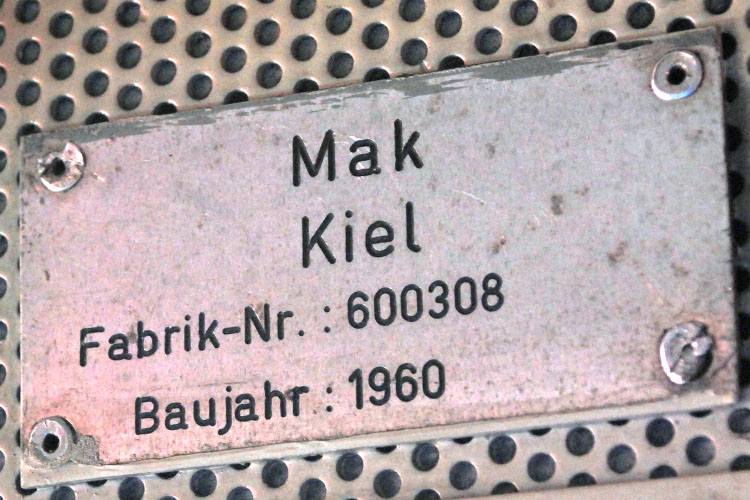 Mak
Kiel
Fabrik-Nr. : 600308
Baujahr : 1960